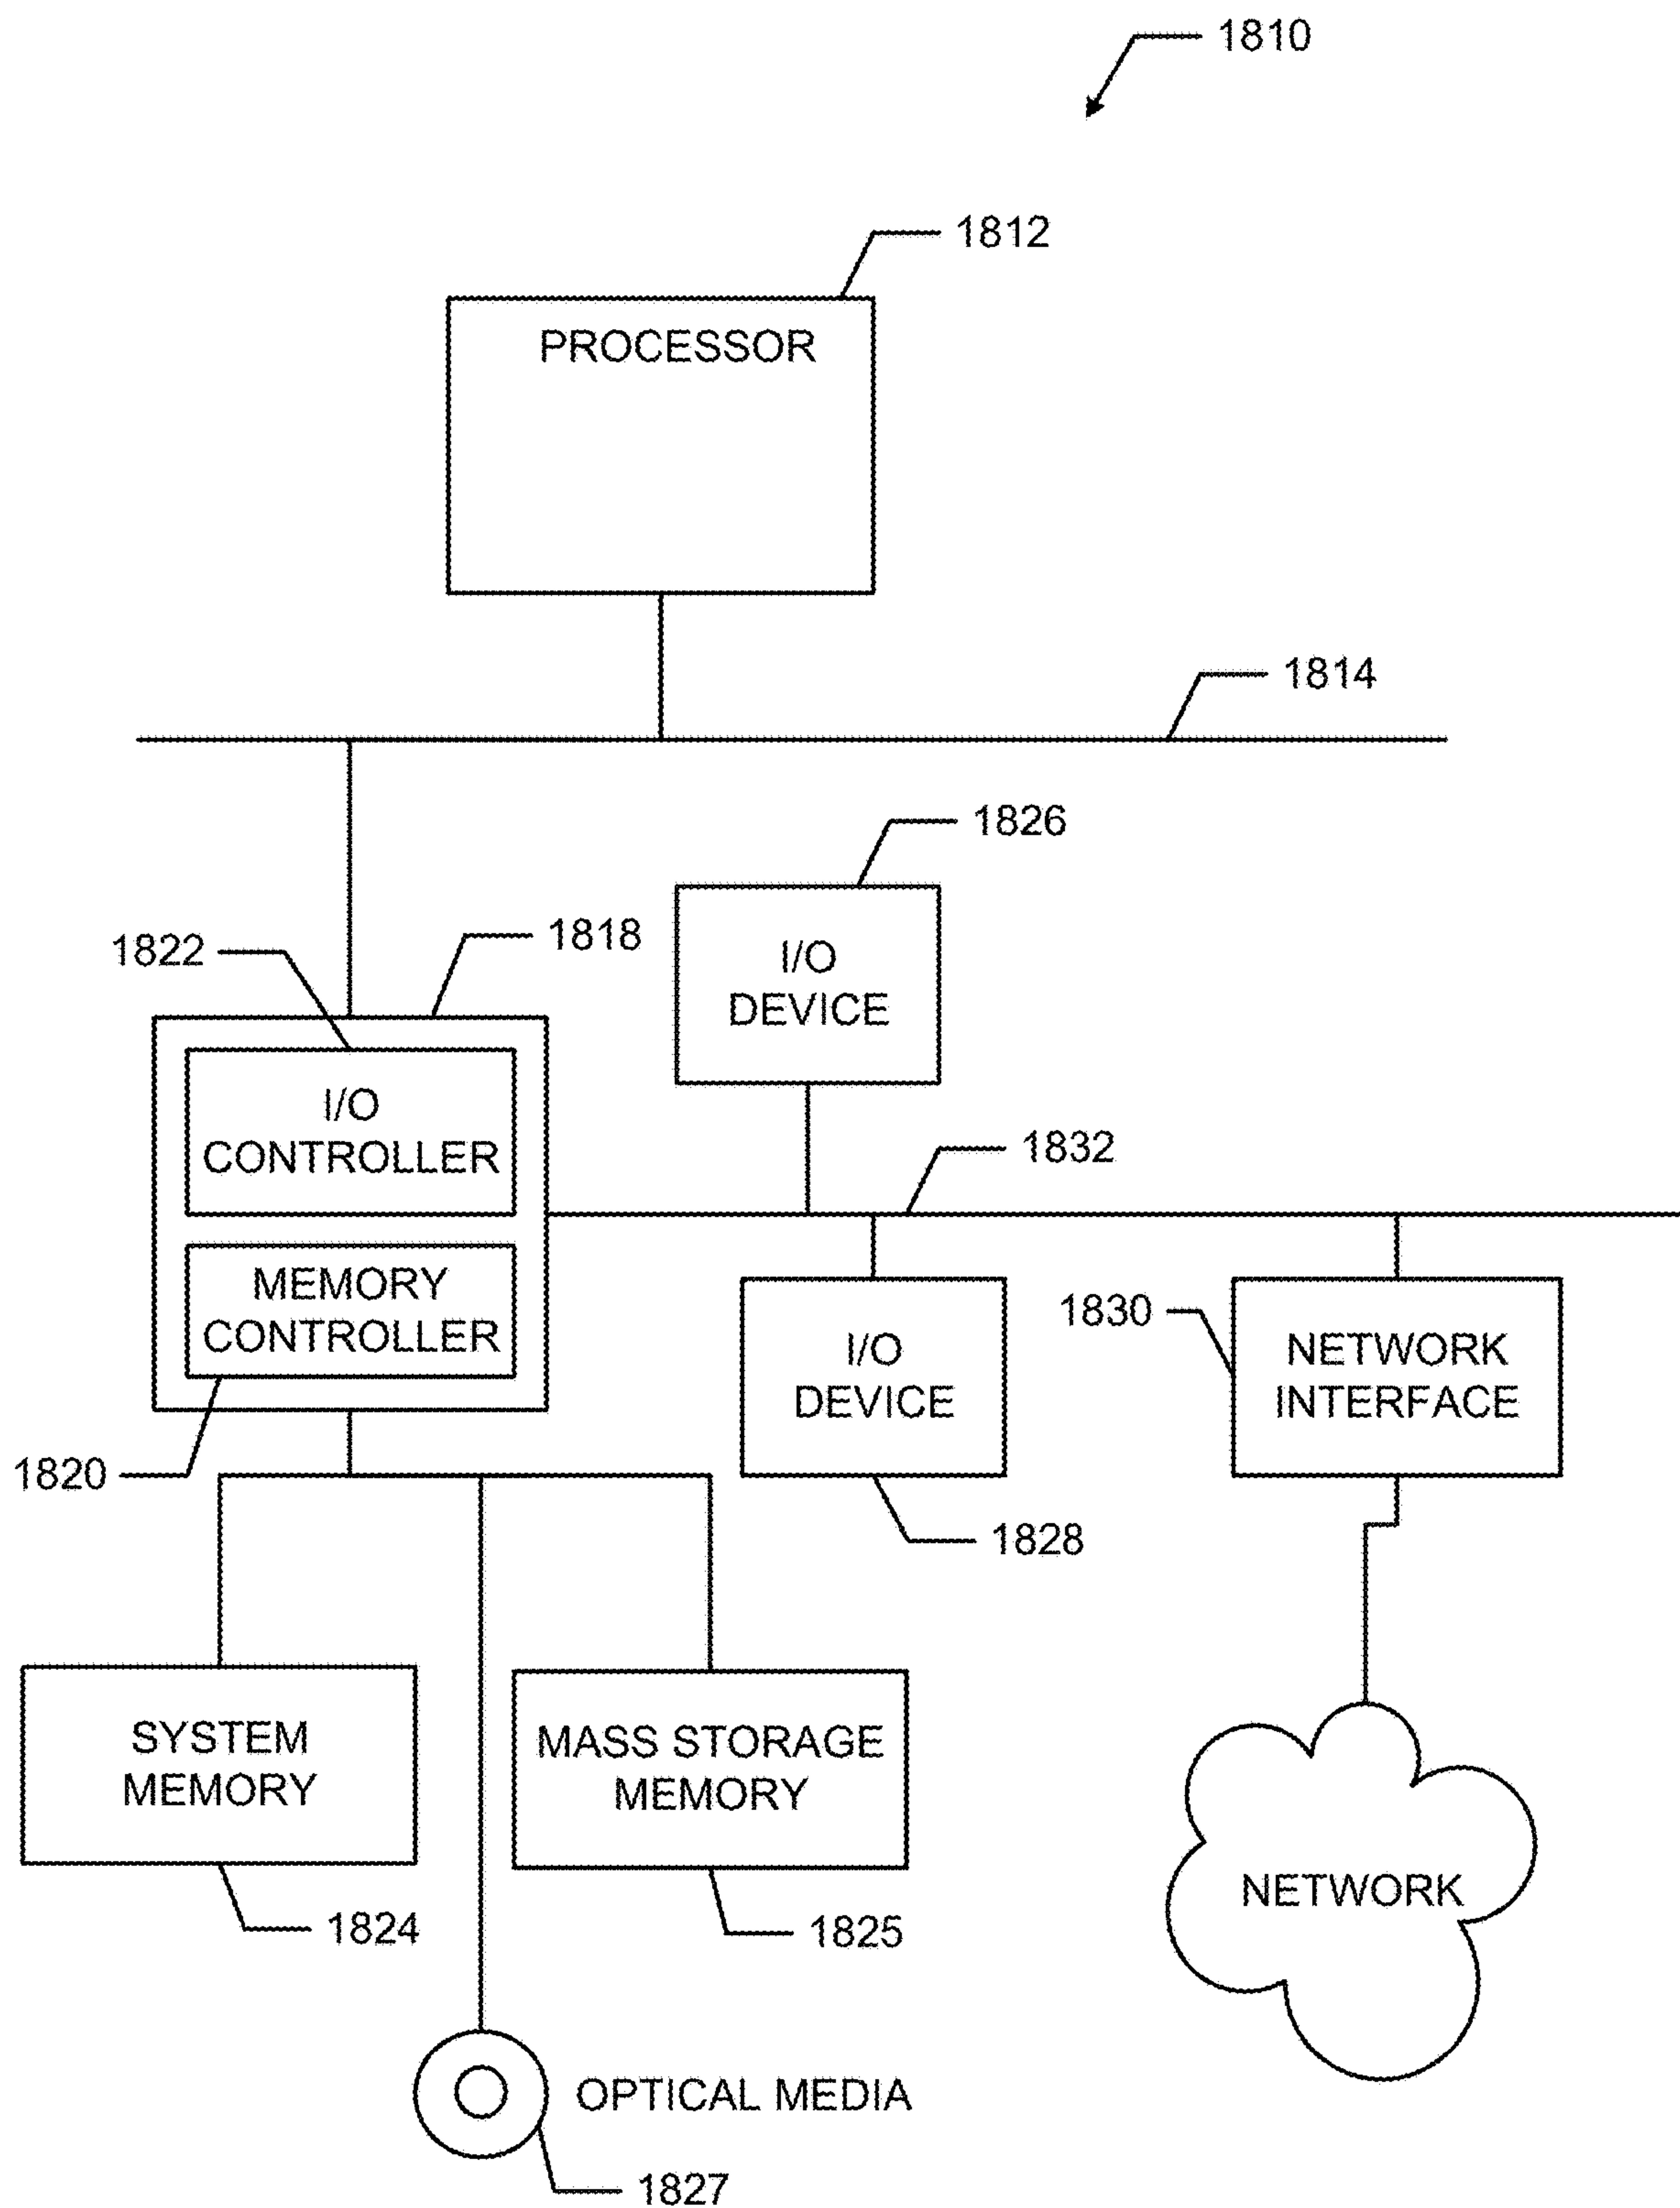 1810
1812
PROCESSOR
1814
1826
1818
1822
I/O
DEVICE
I/O
CONTROLLER
1832
MEMORY
CONTROLLER
1830
I/O
DEVICE
NETWORK
INTERFACE
1820
1828
SYSTEM
MEMORY
MASS STORAGE
MEMORY
NETWORK
1824
1825
OPTICAL MEDIA
1827